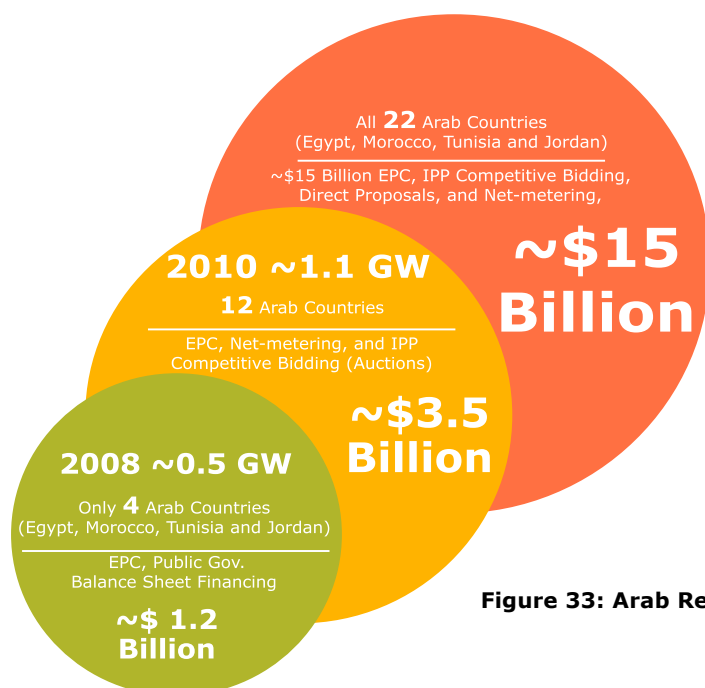 All 22 Arab Countries
(Egypt, Morocco, Tunisia and Jordan)
~$15 Billion EPC, IPP Competitive Bidding,
Direct Proposals, and Net-metering,
~$15
Billion
2010 ~1.1 GW
12 Arab Countries
EPC, Net-metering, and IPP
Competitive Bidding (Auctions)
~$3.5
Billion
2008 ~0.5 GW
Only 4 Arab Countries
(Egypt, Morocco, Tunisia and Jordan)
EPC, Public Gov.
Balance Sheet Financing
~$ 1.2
Billion
Figure 33: Arab Re